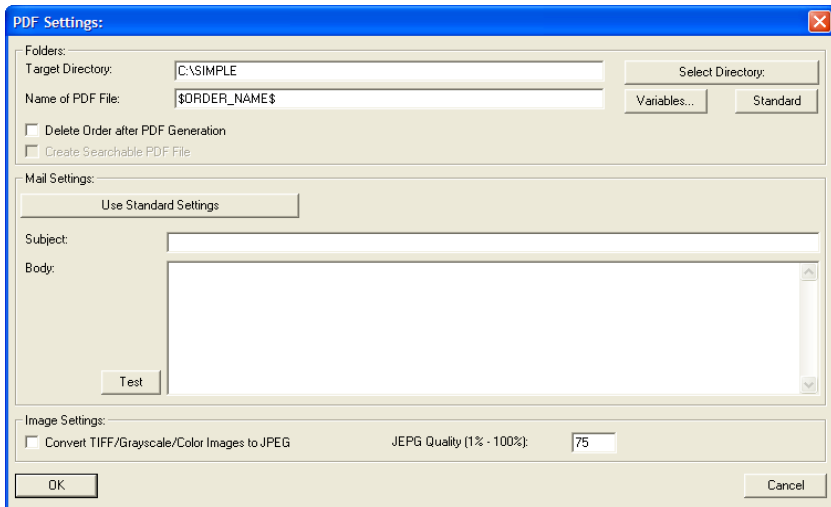 PDF Settings:
Folders:
Target Directory: C:\SIMPLE Select Directory:
Name of PDF File: $ORDER_NAME$ Variables... Standard
Delete Order after PDF Generation
Create Searchable PDF File
Mail Settings:
Use Standard Settings
Subject:
Body:
Test
Image Settings:
Convert TIFF/Grayscale/Color Images to JPEG JEPG Quality (1% - 100%): 75
OK Cancel